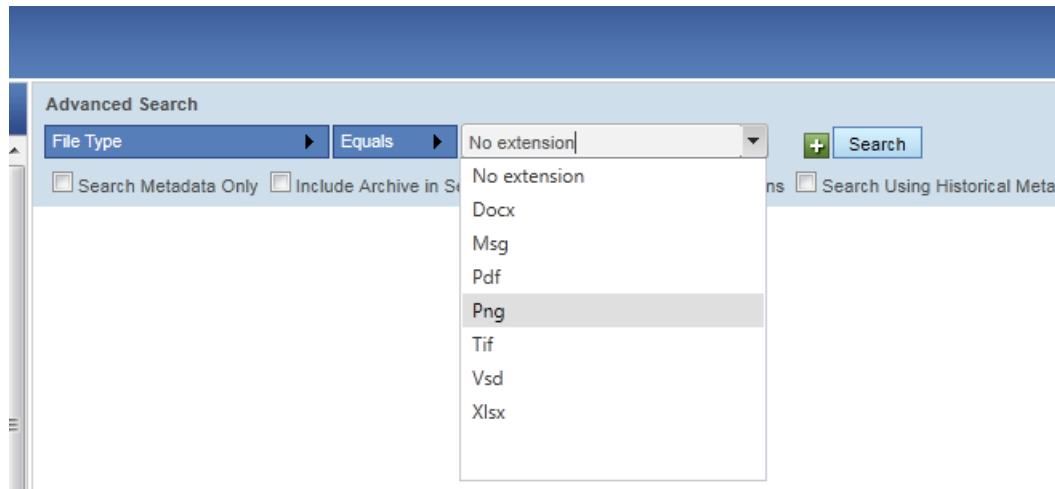 Advanced Search
File Type Equals No extension Search
Search Metadata Only Include Archive in Se ns Search Using Historical Meta
No extension
Docx
Msg
Pdf
Png
Tif
Vsd
Xlsx